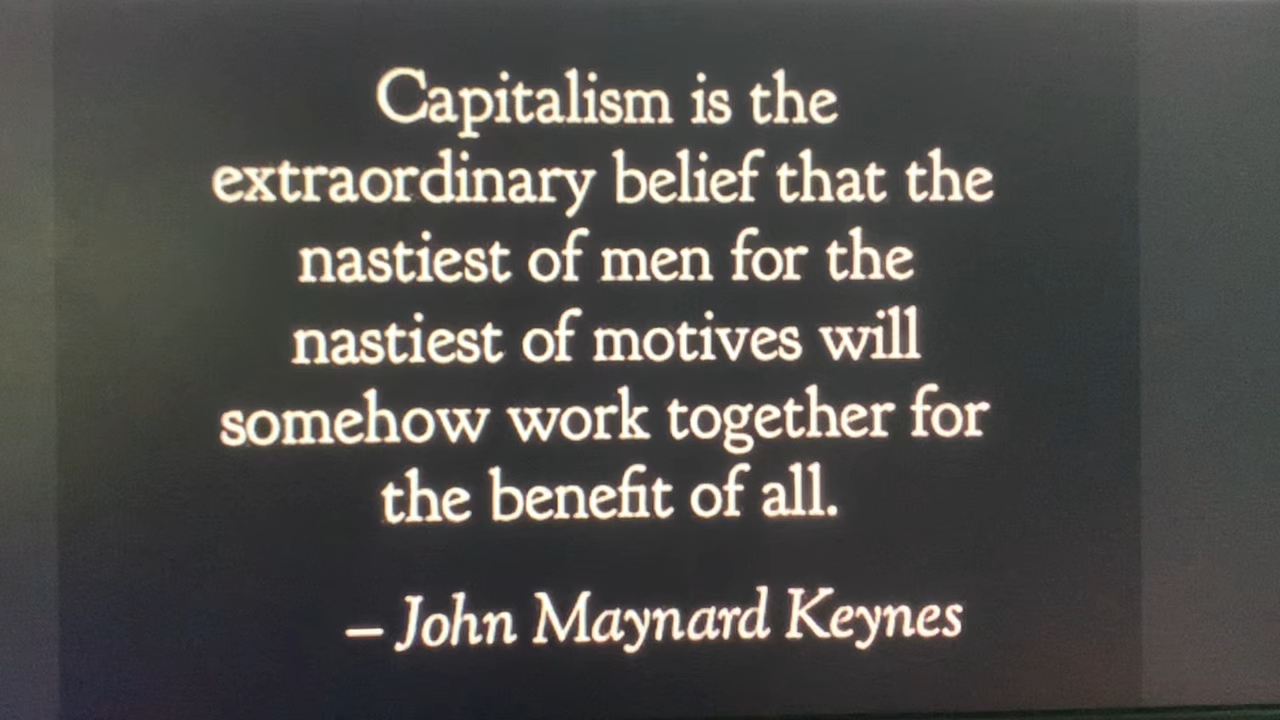 Capitalism is the
extraordinary belief that the
nastiest of men for the
nastiest of motives will
somehow work together for
the benefit of all.
– John Maynard Keynes